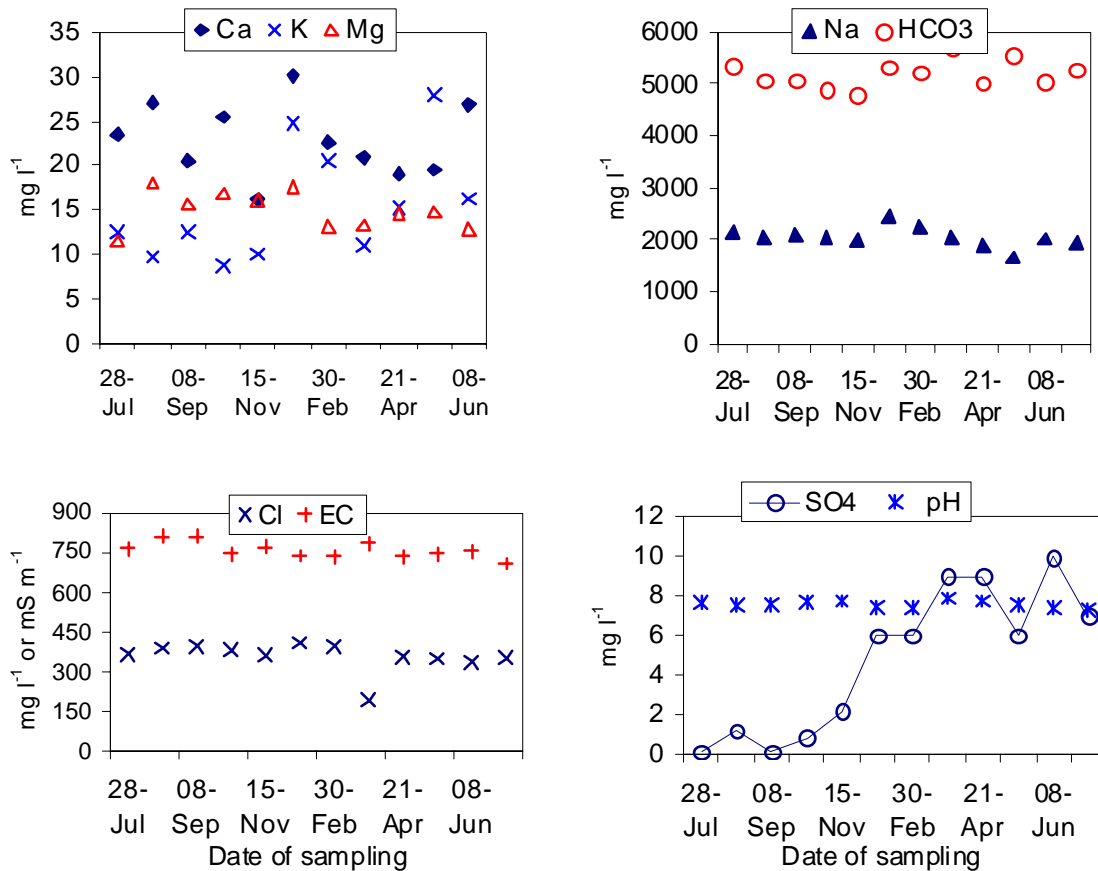 Ca K Mg
35
30
25
20
15
10
5
0
mg l⁻¹
28- 08- 15- 30- 21- 08-
Jul Sep Nov Feb Apr Jun
Na HCO3
6000
5000
4000
3000
2000
1000
0
mg l⁻¹
28- 08- 15- 30- 21- 08-
Jul Sep Nov Feb Apr Jun
Cl EC
900
750
600
450
300
150
0
mg l⁻¹ or mS m⁻¹
28- 08- 15- 30- 21- 08-
Jul Sep Nov Feb Apr Jun
Date of sampling
SO4 pH
12
10
8
6
4
2
0
mg l⁻¹
28- 08- 15- 30- 21- 08-
Jul Sep Nov Feb Apr Jun
Date of sampling